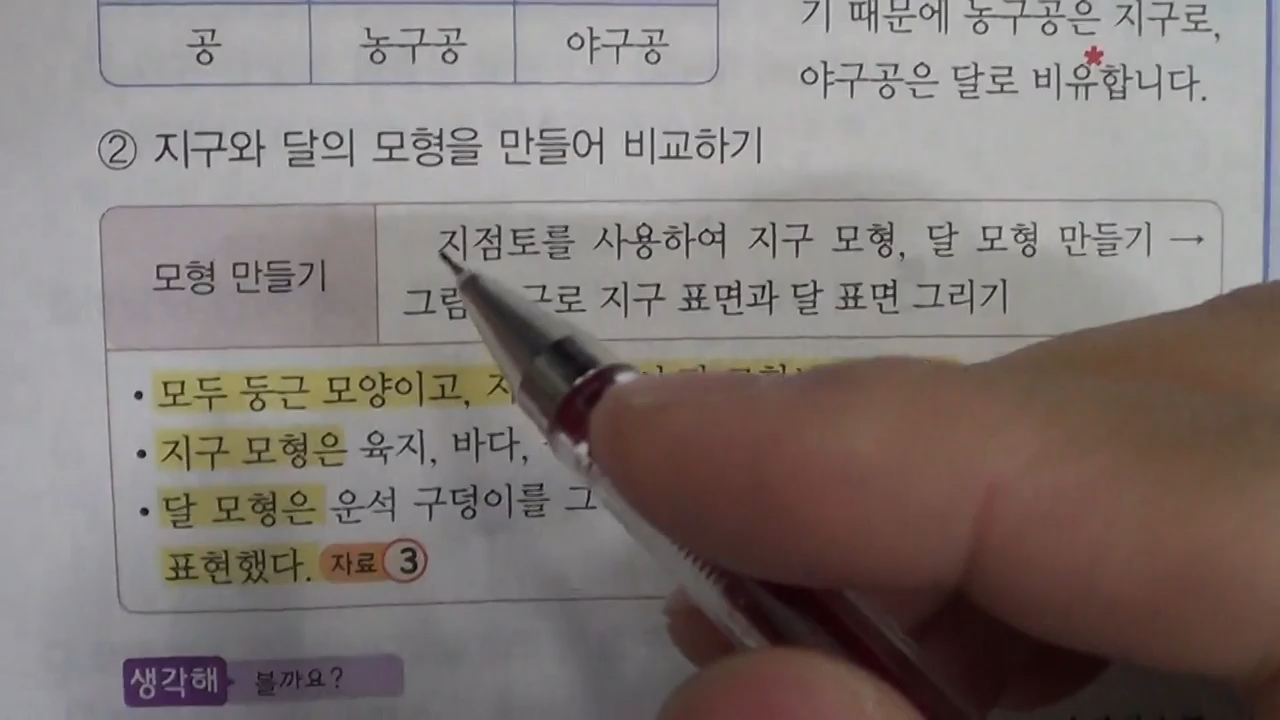 기 때문에 농구공은 지구로,
공 농구공 야구공
야구공은 달로 비유*합니다.
② 지구와 달의 모형을 만들어 비교하기
모형 만들기
지점토를 사용하여 지구 모형, 달 모형 만들기 →
지구 표면과 달 표면 그리기
• 모두 둥근 모양이고,
• 지구 모형은 육지, 바다,
• 달 모형은 운석 구덩이를
표현했다. 자료 3
생각해 볼까요?